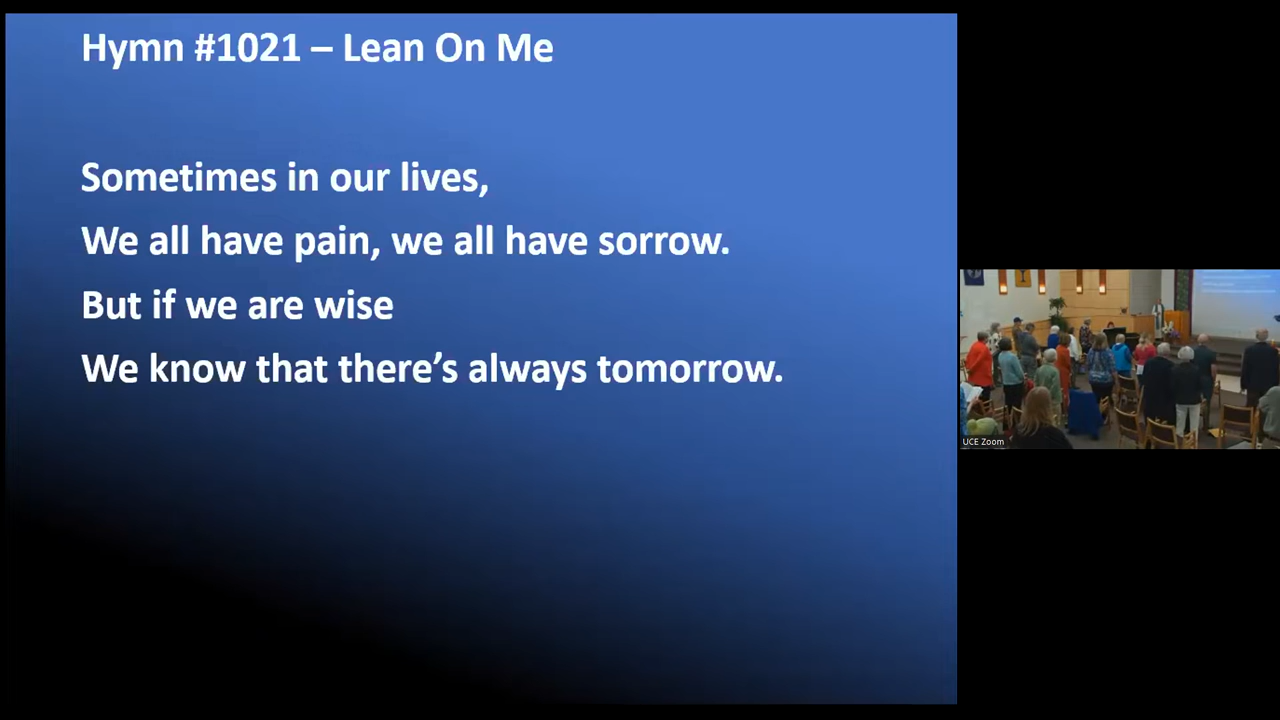 Hymn #1021 – Lean On Me
Sometimes in our lives,
We all have pain, we all have sorrow.
But if we are wise
We know that there’s always tomorrow.
UCE Zoom